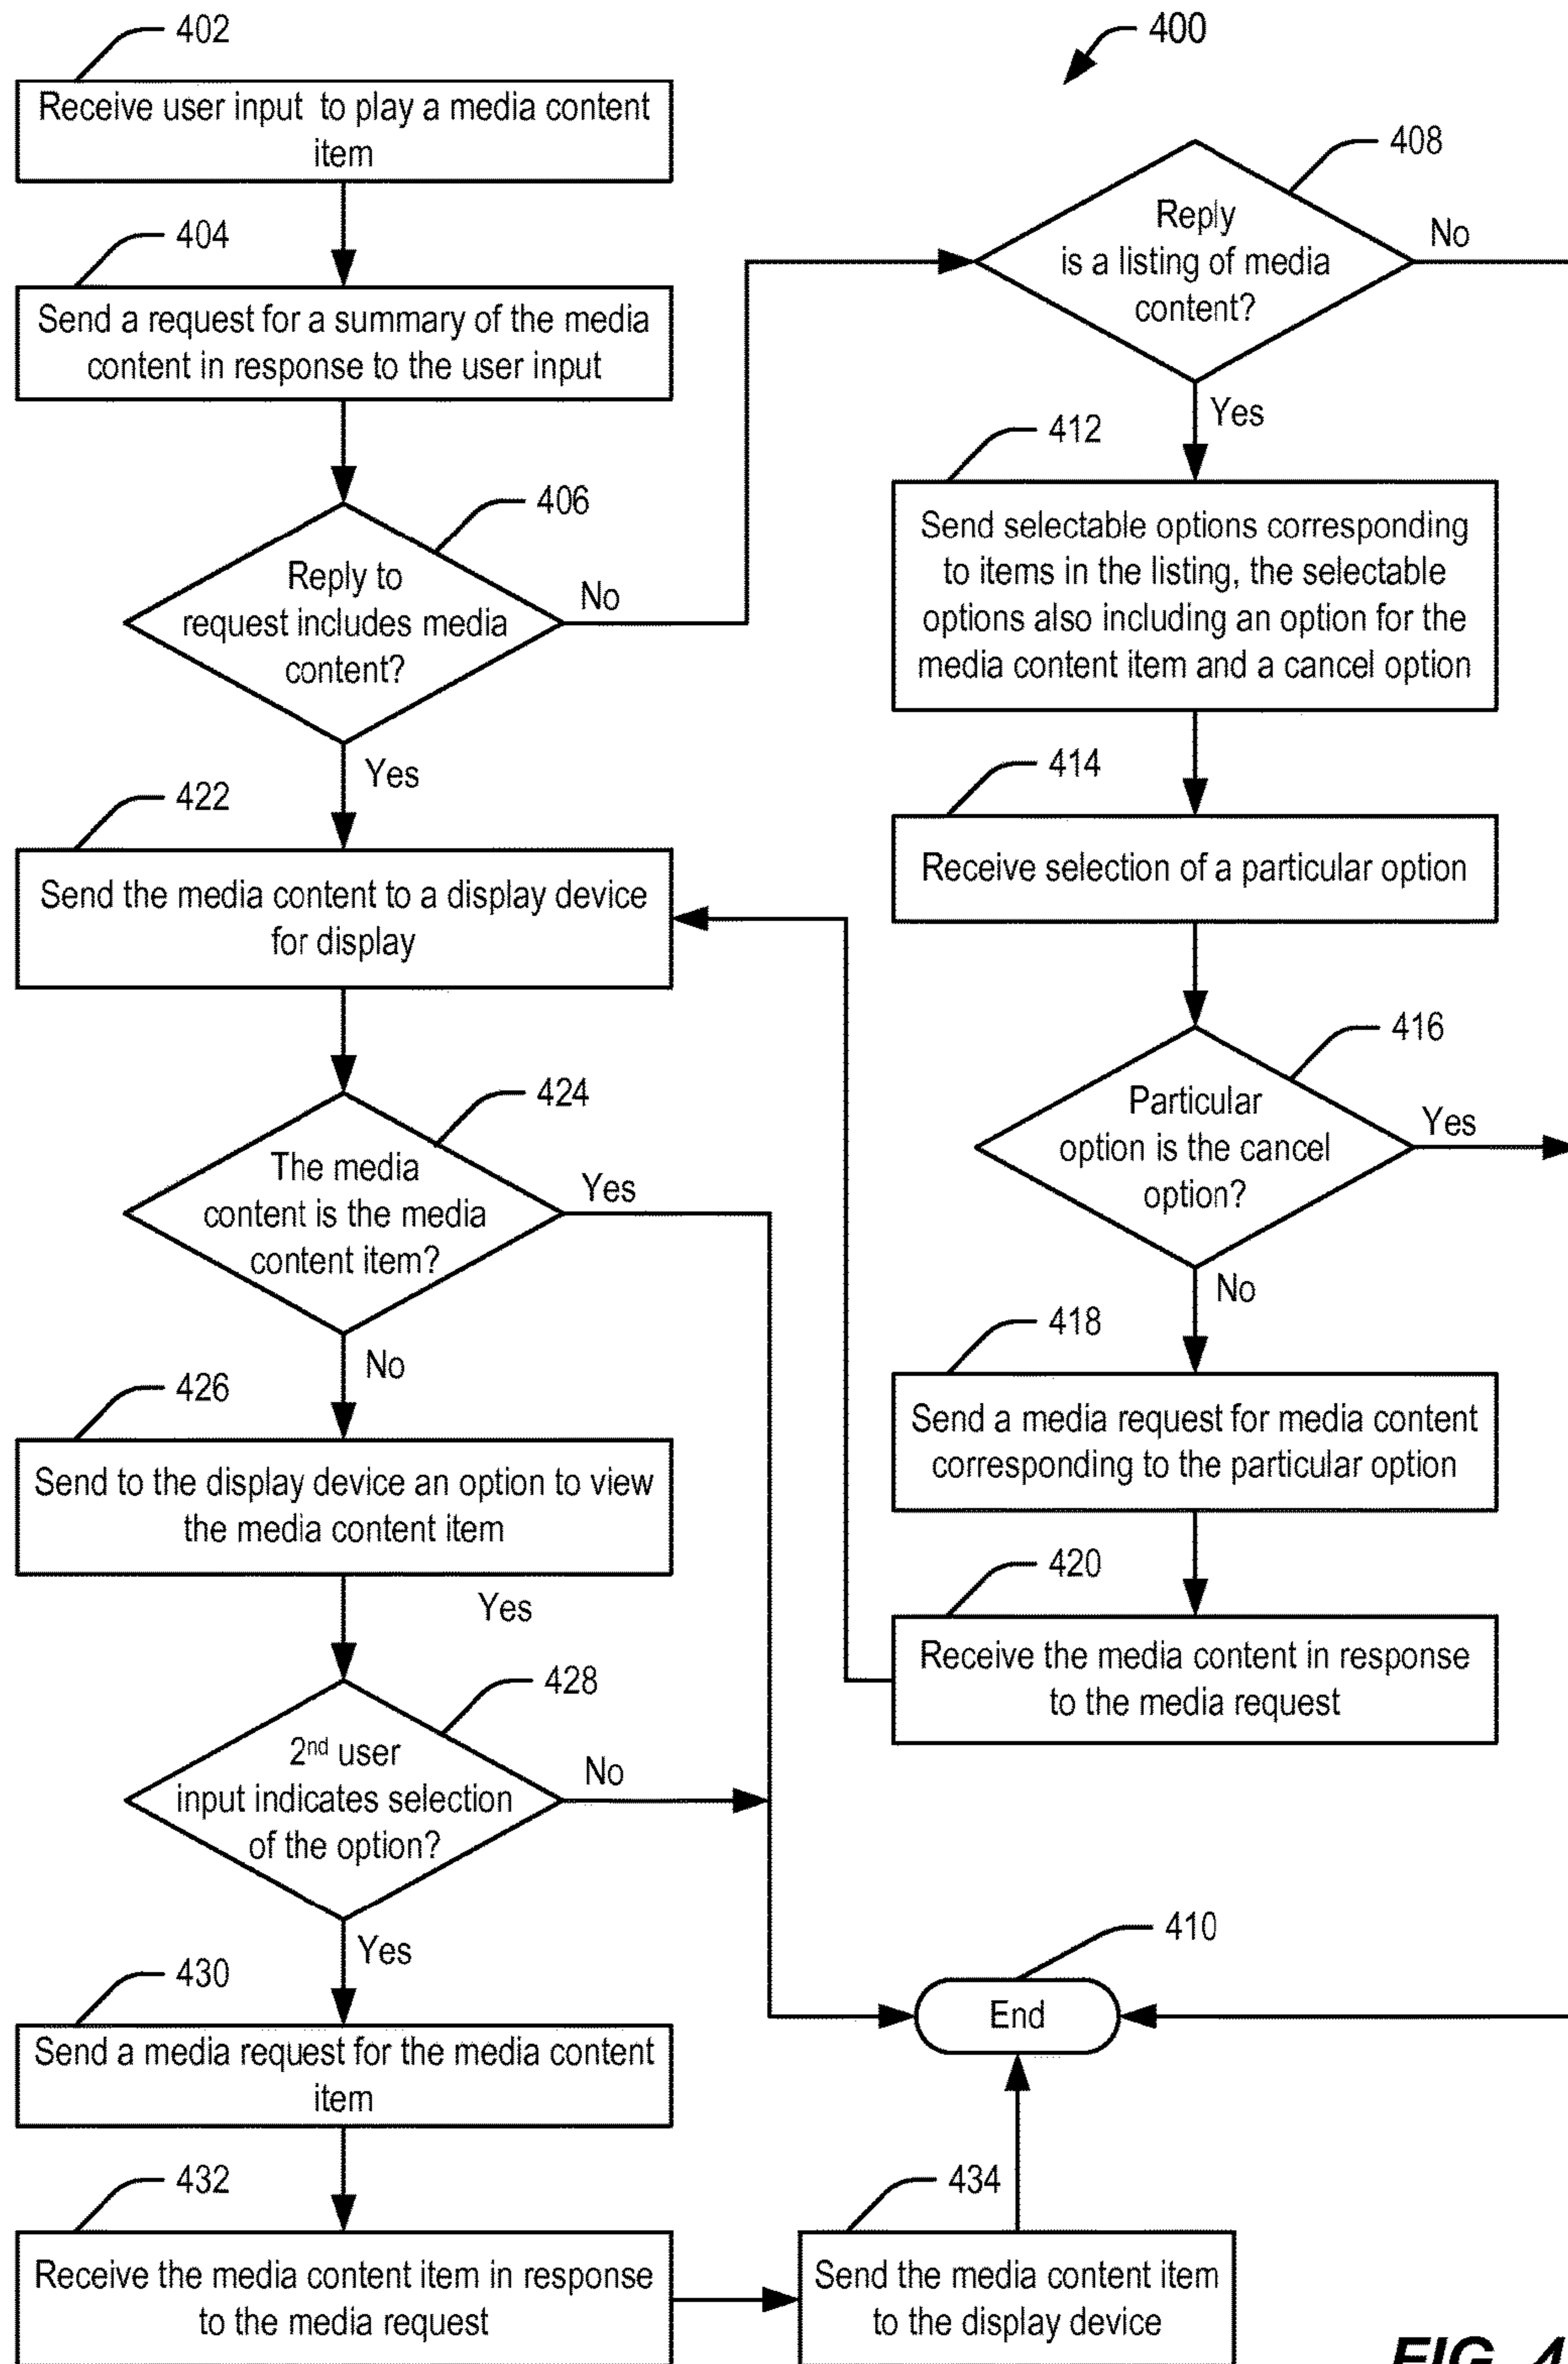 402
Receive user input to play a media content
item
404
Send a request for a summary of the media
content in response to the user input
406
Reply to
request includes media
content?
No
Yes
422
Send the media content to a display device
for display
424
The media
content is the media
content item?
Yes
No
426
Send to the display device an option to view
the media content item
Yes
428
2nd user
input indicates selection
of the option?
No
Yes
430
Send a media request for the media content
item
432
Receive the media content item in response
to the media request
434
Send the media content item
to the display device
400
408
Reply
is a listing of media
content?
No
Yes
412
Send selectable options corresponding
to items in the listing, the selectable
options also including an option for the
media content item and a cancel option
414
Receive selection of a particular option
416
Particular
option is the cancel
option?
Yes
No
418
Send a media request for media content
corresponding to the particular option
420
Receive the media content in response
to the media request
410
End
FIG. 4